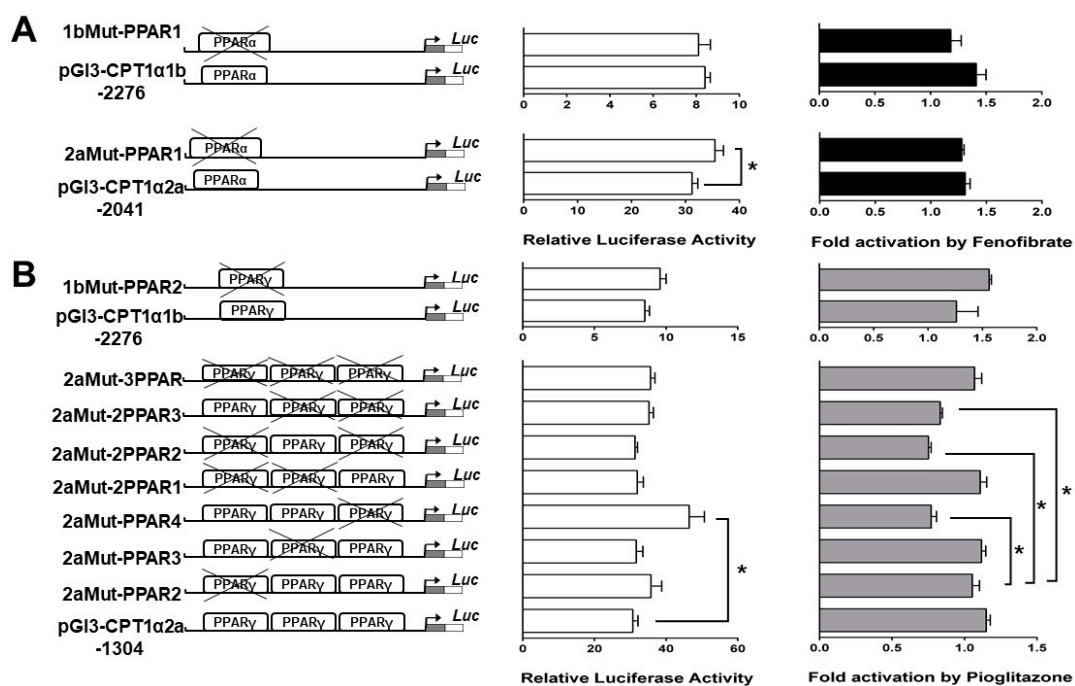 A
1bMut-PPAR1
PPARα
Luc
pGl3-CPT1α1b
-2276
PPARα
Luc
0 2 4 6 8 10
0.0 0.5 1.0 1.5 2.0
2aMut-PPAR1
PPARα
Luc
pGl3-CPT1α2a
-2041
PPARα
Luc
*
0 10 20 30 40
0.0 0.5 1.0 1.5 2.0
Relative Luciferase Activity
Fold activation by Fenofibrate
B
1bMut-PPAR2
PPARγ
Luc
pGl3-CPT1α1b
-2276
PPARγ
Luc
0 5 10 15
0.0 0.5 1.0 1.5 2.0
2aMut-3PPAR
PPARγ PPARγ PPARγ
Luc
2aMut-2PPAR3
PPARγ PPARγ PPARγ
Luc
2aMut-2PPAR2
PPARγ PPARγ PPARγ
Luc
2aMut-2PPAR1
PPARγ PPARγ PPARγ
Luc
2aMut-PPAR4
PPARγ PPARγ PPARγ
Luc
2aMut-PPAR3
PPARγ PPARγ PPARγ
Luc
2aMut-PPAR2
PPARγ PPARγ PPARγ
Luc
pGl3-CPT1α2a
-1304
PPARγ PPARγ PPARγ
Luc
*
* * *
0 20 40 60
0.0 0.5 1.0 1.5
Relative Luciferase Activity
Fold activation by Pioglitazone